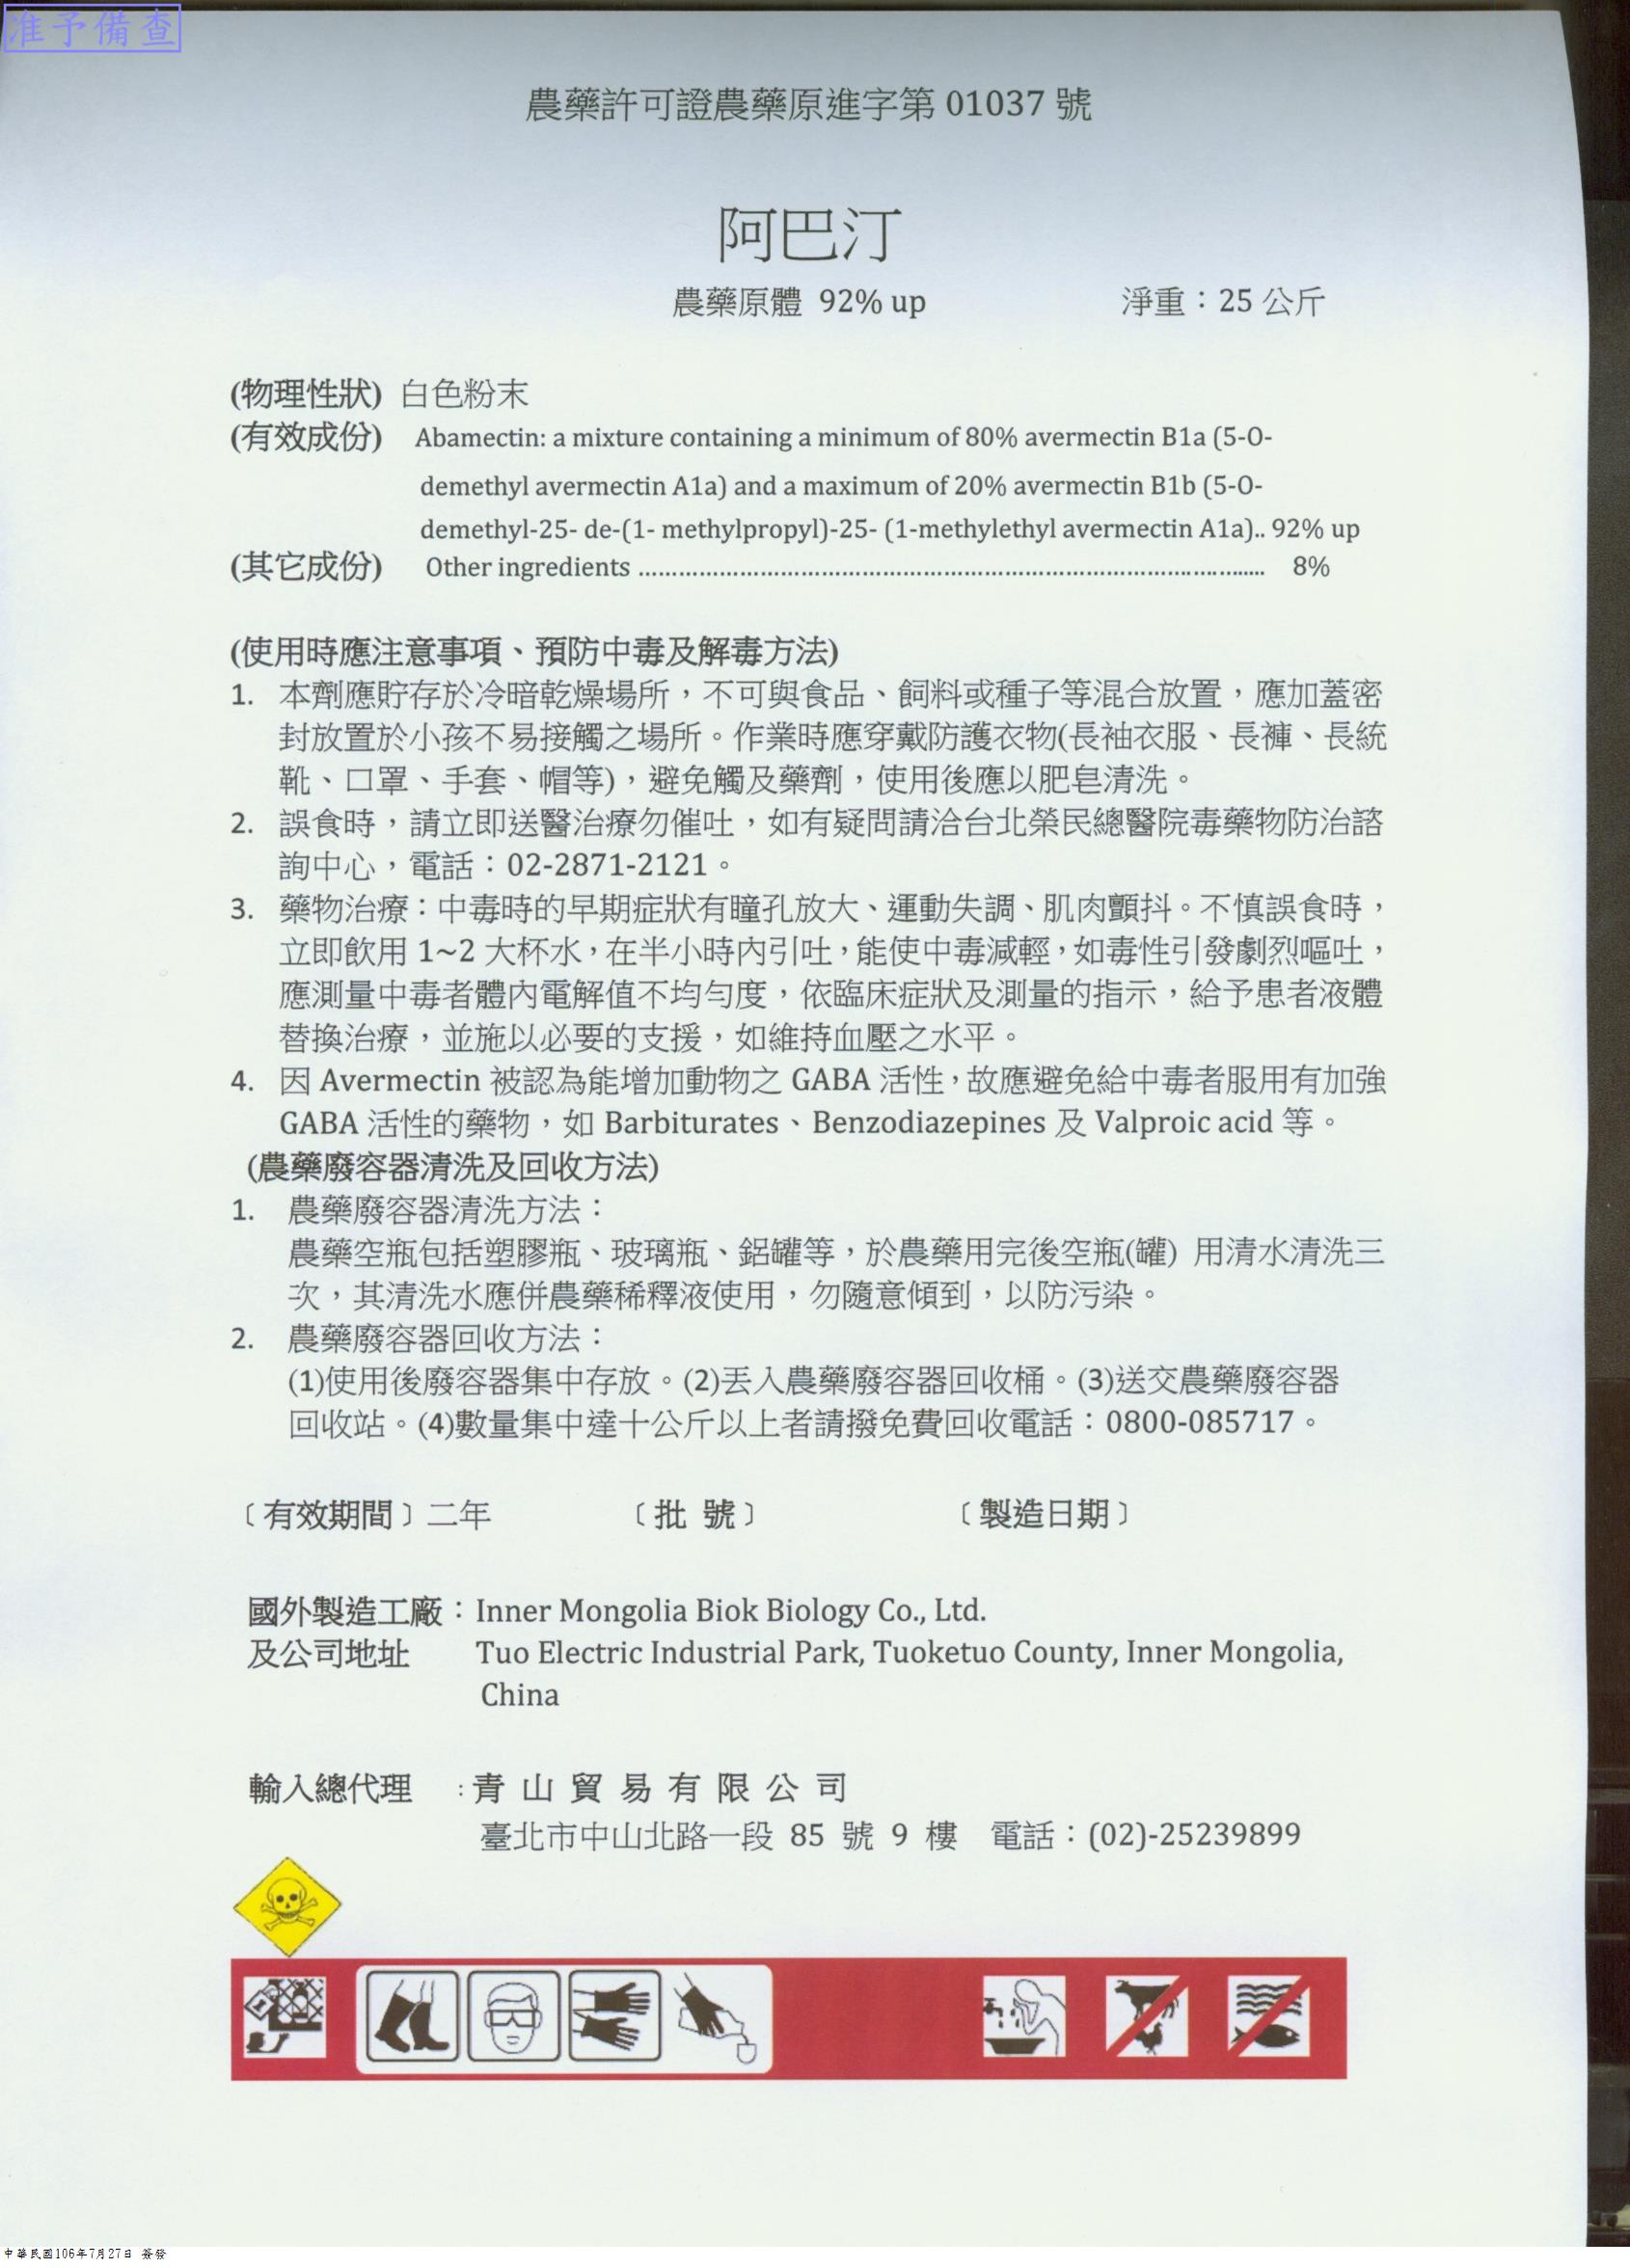 准予備查
農藥許可證農藥原進字第 01037 號
阿巴汀
農藥原體 92% up 淨重：25 公斤
(物理性狀) 白色粉末
(有效成份) Abamectin: a mixture containing a minimum of 80% avermectin B1a (5-O-
demethyl avermectin A1a) and a maximum of 20% avermectin B1b (5-O-
demethyl-25- de-(1- methylpropyl)-25- (1-methylethyl avermectin A1a).. 92% up
(其它成份) Other ingredients ........................................................................................... 8%
(使用時應注意事項、預防中毒及解毒方法)
1. 本劑應貯存於冷暗乾燥場所，不可與食品、飼料或種子等混合放置，應加蓋密
封放置於小孩不易接觸之場所。作業時應穿戴防護衣物(長袖衣服、長褲、長統
靴、口罩、手套、帽等)，避免觸及藥劑，使用後應以肥皂清洗。
2. 誤食時，請立即送醫治療勿催吐，如有疑問請洽台北榮民總醫院毒藥物防治諮
詢中心，電話：02-2871-2121。
3. 藥物治療：中毒時的早期症狀有瞳孔放大、運動失調、肌肉顫抖。不慎誤食時，
立即飲用 1~2 大杯水，在半小時內引吐，能使中毒減輕，如毒性引發劇烈嘔吐，
應測量中毒者體內電解值不均勻度，依臨床症狀及測量的指示，給予患者液體
替換治療，並施以必要的支援，如維持血壓之水平。
4. 因 Avermectin 被認為能增加動物之 GABA 活性，故應避免給中毒者服用有加強
GABA 活性的藥物，如 Barbiturates、Benzodiazepines 及 Valproic acid 等。
(農藥廢容器清洗及回收方法)
1. 農藥廢容器清洗方法：
農藥空瓶包括塑膠瓶、玻璃瓶、鋁罐等，於農藥用完後空瓶(罐) 用清水清洗三
次，其清洗水應併農藥稀釋液使用，勿隨意傾到，以防污染。
2. 農藥廢容器回收方法：
(1)使用後廢容器集中存放。(2)丟入農藥廢容器回收桶。(3)送交農藥廢容器
回收站。(4)數量集中達十公斤以上者請撥免費回收電話：0800-085717。
﹝有效期間﹞二年 ﹝批 號﹞ ﹝製造日期﹞
國外製造工廠：Inner Mongolia Biok Biology Co., Ltd.
及公司地址 Tuo Electric Industrial Park, Tuoketuo County, Inner Mongolia,
China
輸入總代理 : 青 山 貿 易 有 限 公 司
臺北市中山北路一段 85 號 9 樓 電話：(02)-25239899
中華民國106年7月27日 簽發